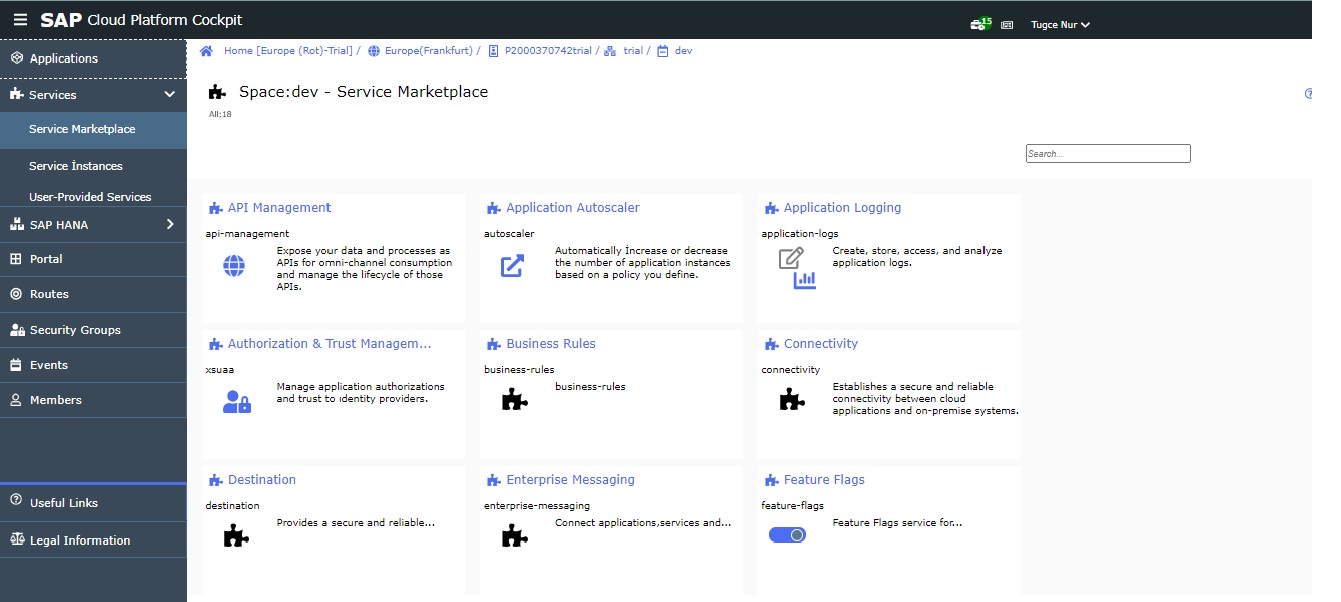 SAP Cloud Platform Cockpit
15
Tugce Nur
Applications
Services
Service Marketplace
Service İnstances
User-Provided Services
SAP HANA
Portal
Routes
Security Groups
Events
Members
Useful Links
Legal Information
Home [Europe (Rot)-Trial] / Europe(Frankfurt) / P2000370742trial / trial / dev
Space:dev - Service Marketplace
All:18
Search...
API Management
api-management
Expose your data and processes as
APIs for omni-channel consumption
and manage the lifecycle of those
APIs.
Application Autoscaler
autoscaler
Automatically İncrease or decrease
the number of application instances
based on a policy you define.
Application Logging
application-logs
Create, store, access, and analyze
application logs.
Authorization & Trust Managem...
xsuaa
Manage application authorizations
and trust to ıdentity providers.
Business Rules
business-rules
business-rules
Connectivity
connectivity
Establishes a secure and reliable
connectivity between cloud
applications and on-premise systems.
Destination
destination
Provides a secure and reliable...
Enterprise Messaging
enterprise-messaging
Connect applications,services and...
Feature Flags
feature-flags
Feature Flags service for...